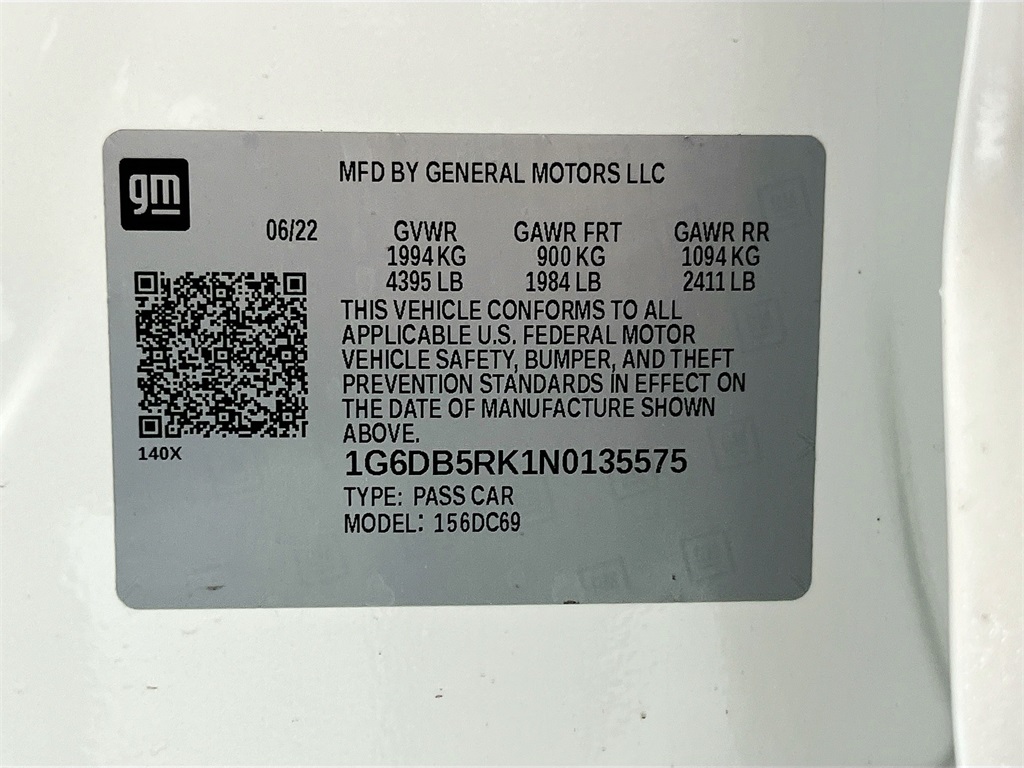 gm
MFD BY GENERAL MOTORS LLC
06/22 GVWR GAWR FRT GAWR RR
1994 KG 900 KG 1094 KG
4395 LB 1984 LB 2411 LB
THIS VEHICLE CONFORMS TO ALL
APPLICABLE U.S. FEDERAL MOTOR
VEHICLE SAFETY, BUMPER, AND THEFT
PREVENTION STANDARDS IN EFFECT ON
THE DATE OF MANUFACTURE SHOWN
ABOVE.
140X
1G6DB5RK1N0135575
TYPE: PASS CAR
MODEL: 156DC69